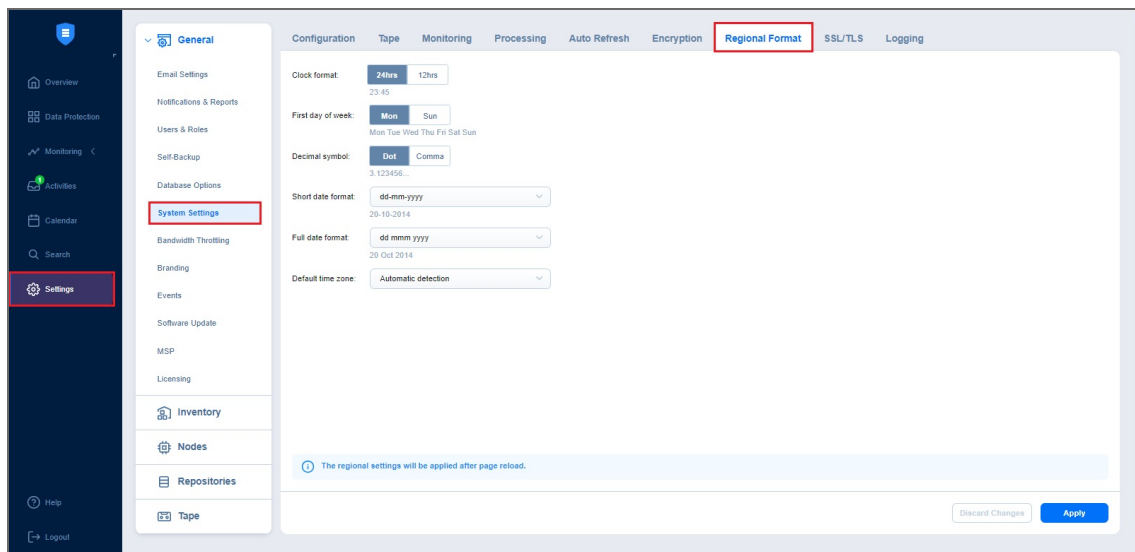 Overview
Data Protection
Monitoring
1
Activities
Calendar
Search
Settings
Help
Logout
General
Email Settings
Notifications & Reports
Users & Roles
Self-Backup
Database Options
System Settings
Bandwidth Throttling
Branding
Events
Software Update
MSP
Licensing
Inventory
Nodes
Repositories
Tape
Configuration Tape Monitoring Processing Auto Refresh Encryption Regional Format SSL/TLS Logging
Clock format: 24hrs 12hrs
23:45
First day of week: Mon Sun
Mon Tue Wed Thu Fri Sat Sun
Decimal symbol: Dot Comma
3.123456...
Short date format: dd-mm-yyyy
20-10-2014
Full date format: dd mmm yyyy
20 Oct 2014
Default time zone: Automatic detection
The regional settings will be applied after page reload.
Discard Changes Apply